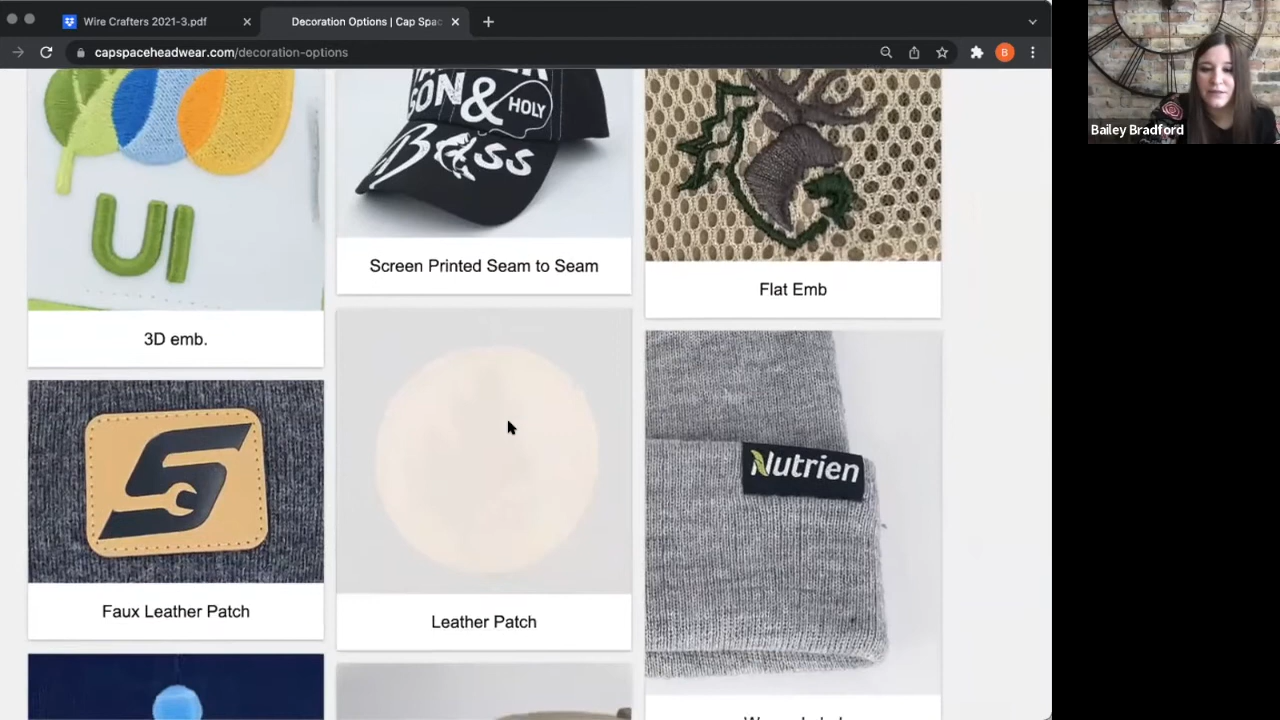 Wire Crafters 2021-3.pdf
Decoration Options | Cap Spac
capspaceheadwear.com/decoration-options
B
Bailey Bradford
SON&
HOLY
Bass
UI
Screen Printed Seam to Seam
Flat Emb
3D emb.
S
Nutrien
Faux Leather Patch
Leather Patch